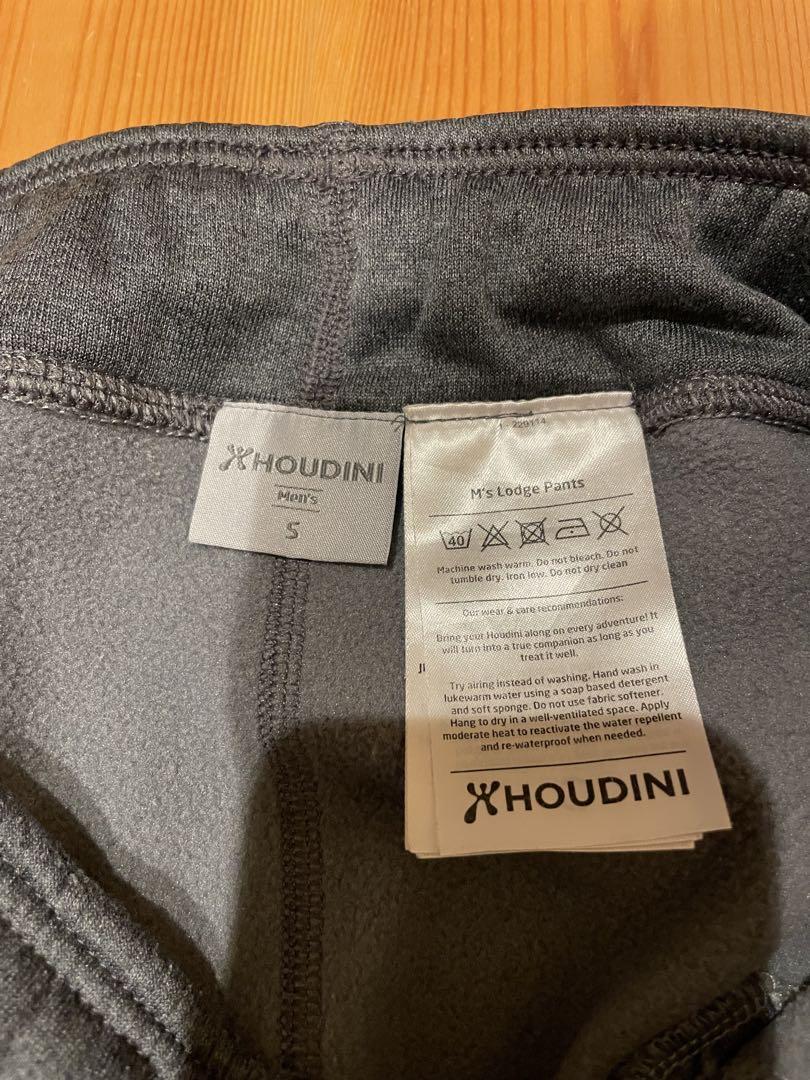 HOUDINI
Men's
S
1 - 229114
M's Lodge Pants
40
Machine wash warm. Do not bleach. Do not
tumble dry. Iron low. Do not dry clean
Our wear & care recommendations:
Bring your Houdini along on every adventure! It
will turn into a true companion as long as you
treat it well.
Try airing instead of washing. Hand wash in
lukewarm water using a soap based detergent
and soft sponge. Do not use fabric softener.
Hang to dry in a well-ventilated space. Apply
moderate heat to reactivate the water repellent
and re-waterproof when needed.
HOUDINI